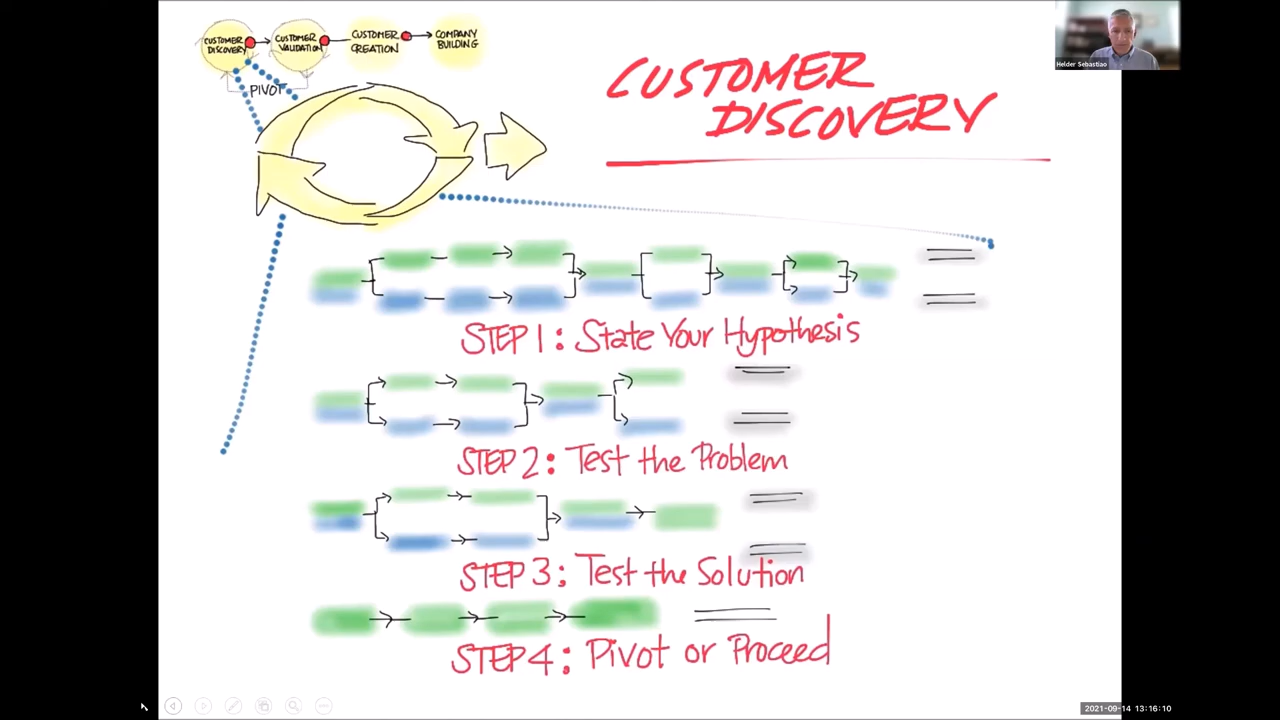 CUSTOMER
DISCOVERY
CUSTOMER
VALIDATION
CUSTOMER
CREATION
COMPANY
BUILDING
PIVOT
CUSTOMER
DISCOVERY
Helder Sebastiao
STEP 1: State Your Hypothesis
STEP 2: Test the Problem
STEP 3: Test the Solution
STEP 4: Pivot or Proceed
2021-09-14 13:16:10